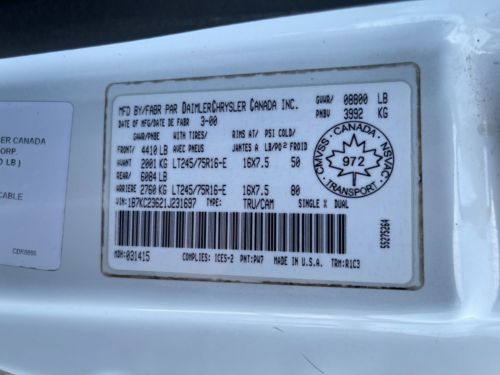 GVWR/ 08800 LB
MFD BY/FABR PAR DAIMLERCHRYSLER CANADA INC. PNBV 3992 KG
DATE OF MFG/DATE DE FABR 3-00
GAWR/PNBE WITH TIRES/ RIMS AT/ PSI COLD/
FRONT/ 4410 LB AVEC PNEUS JANTES A LB/PO² FROID
AVANT 2001 KG LT245/75R16-E 16X7.5 50
REAR/ 6084 LB
ARRIERE 2760 KG LT245/75R16-E 16X7.5 80
VIN:1B7KC23621J231697 TYPE: TRU/CAM SINGLE X DUAL
MDH:031415 COMPLIES: ICES-2 PNT:PW7 MADE IN U.S.A. TRM:R1C3
CANADA
CMVSS
NSVAC
972
TRANSPORT
SS275264
CANADA
CORP.
LB)
CABLE